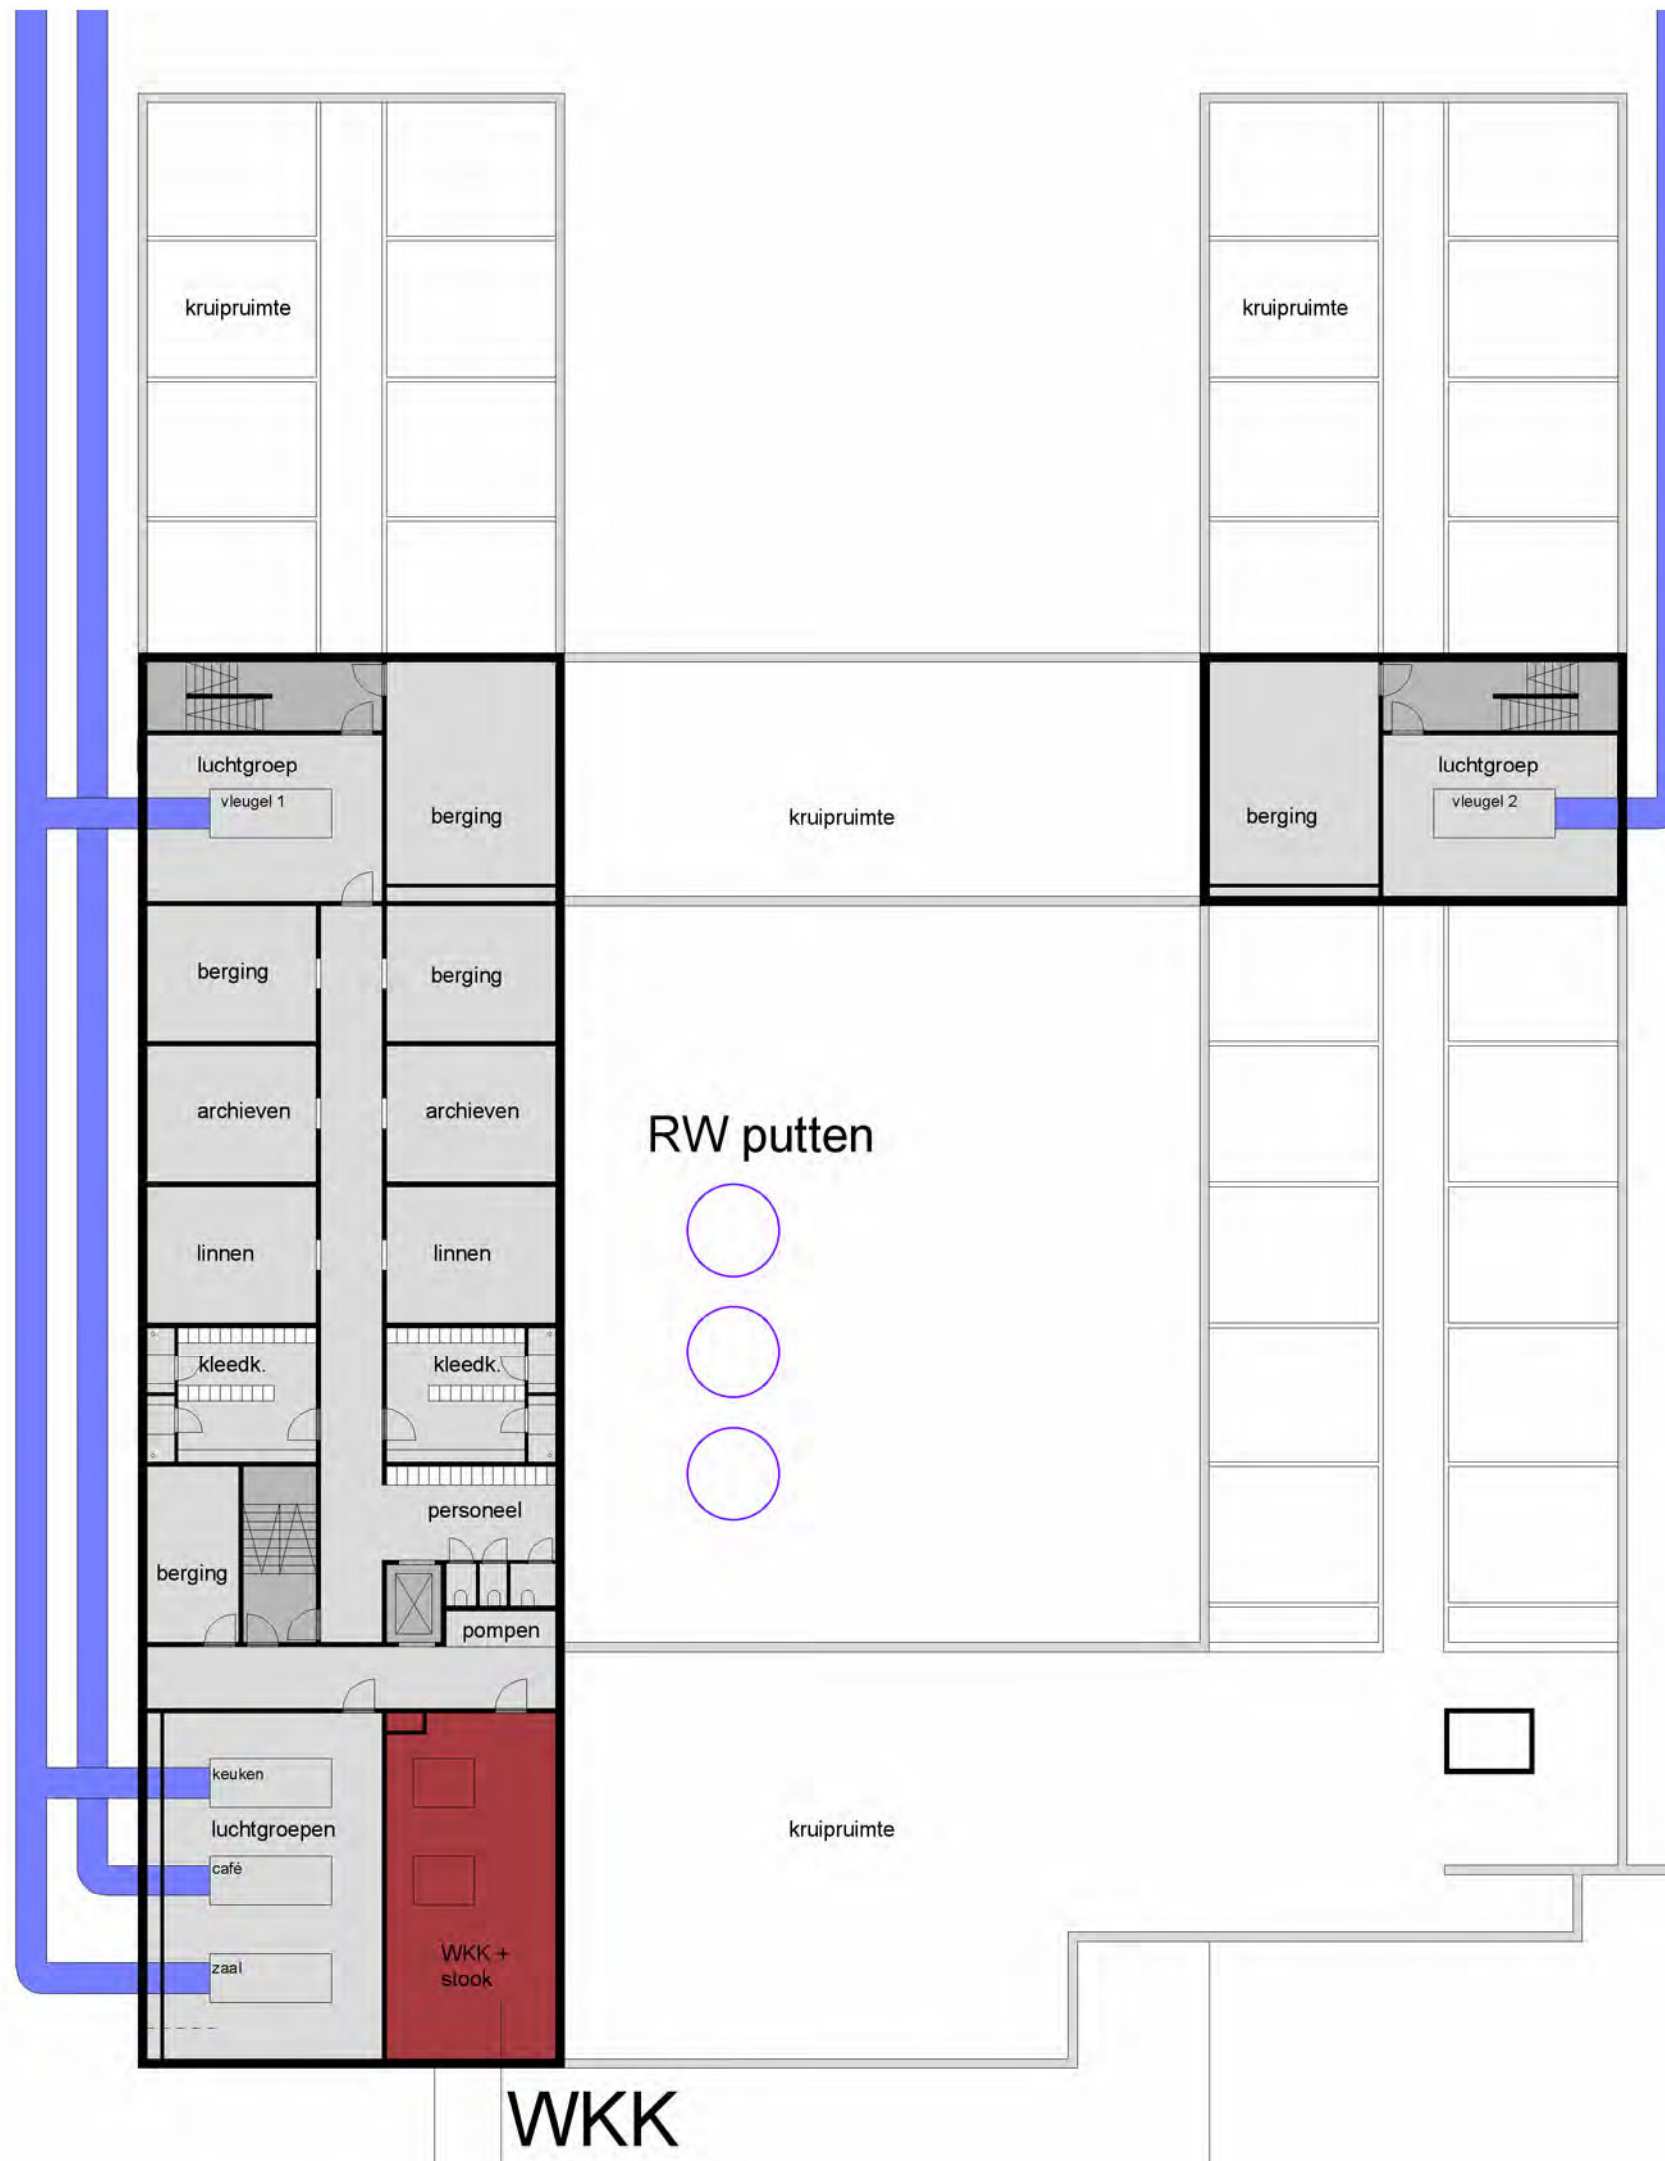 kruipruimte
kruipruimte
luchtgroep
vleugel 1
berging
kruipruimte
berging
luchtgroep
vleugel 2
berging
berging
archieven
archieven
RW putten
linnen
linnen
kleedk.
kleedk.
personeel
berging
pompen
keuken
luchtgroepen
café
zaal
WKK +
stook
kruipruimte
WKK